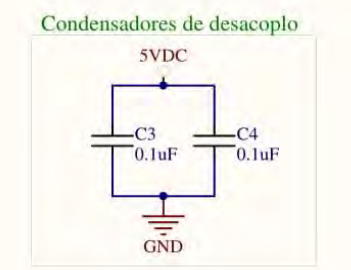 Condensadores de desacoplo
5VDC
C3
0.1uF
C4
0.1uF
GND